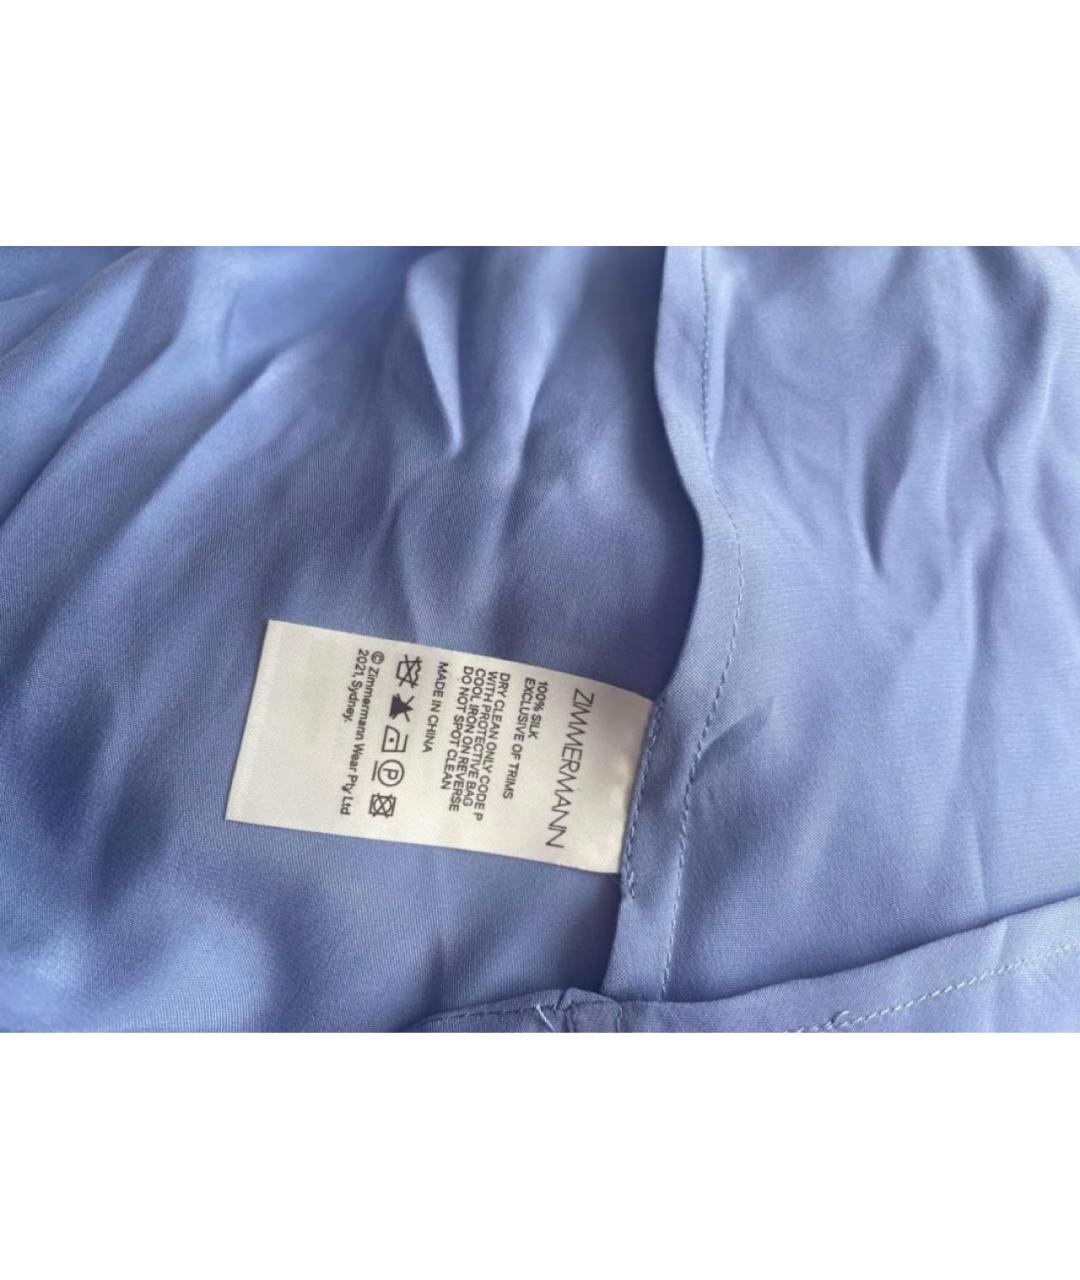 ZIMMERMANN
100% SILK
EXCLUSIVE OF TRIMS
DRY CLEAN ONLY CODE P
WITH PROTECTIVE BAG
COOL IRON ON REVERSE
DO NOT SPOT CLEAN
MADE IN CHINA
P
© Zimmermann Wear Pty Ltd
2021, Sydney.